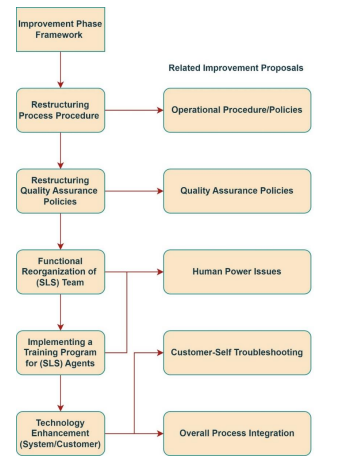 Improvement Phase
Framework
Related Improvement Proposals
Restructuring
Process Procedure
Operational Procedure/Policies
Restructuring
Quality Assurance
Policies
Quality Assurance Policies
Functional
Reorganization of
(SLS) Team
Human Power Issues
Implementing a
Training Program
for (SLS) Agents
Customer-Self Troubleshooting
Technology
Enhancement
(System/Customer)
Overall Process Integration